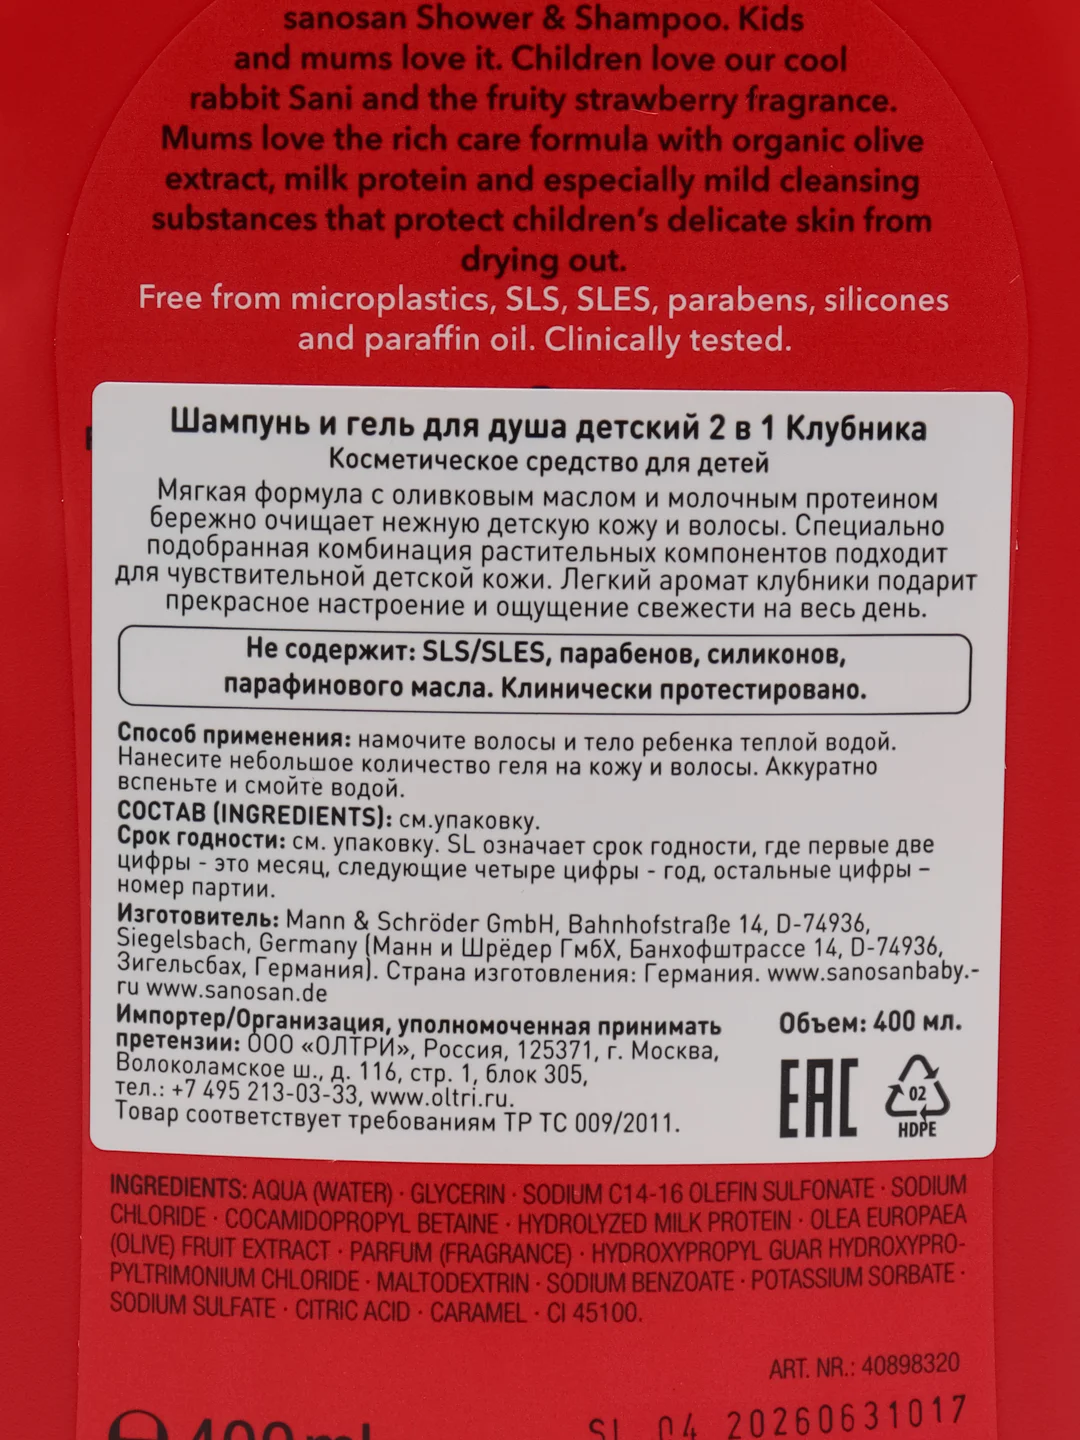 sanosan Shower & Shampoo. Kids
and mums love it. Children love our cool
rabbit Sani and the fruity strawberry fragrance.
Mums love the rich care formula with organic olive
extract, milk protein and especially mild cleansing
substances that protect children's delicate skin from
drying out.
Free from microplastics, SLS, SLES, parabens, silicones
and paraffin oil. Clinically tested.
Шампунь и гель для душа детский 2 в 1 Клубника
Косметическое средство для детей
Мягкая формула с оливковым маслом и молочным протеином
бережно очищает нежную детскую кожу и волосы. Специально
подобранная комбинация растительных компонентов подходит
для чувствительной детской кожи. Легкий аромат клубники подарит
прекрасное настроение и ощущение свежести на весь день.
Не содержит: SLS/SLES, парабенов, силиконов,
парафинового масла. Клинически протестировано.
Способ применения: намочите волосы и тело ребенка теплой водой.
Нанесите небольшое количество геля на кожу и волосы. Аккуратно
вспеньте и смойте водой.
СОСТАВ (INGREDIENTS): см.упаковку.
Срок годности: см. упаковку. SL означает срок годности, где первые две
цифры - это месяц, следующие четыре цифры - год, остальные цифры –
номер партии.
Изготовитель: Mann & Schröder GmbH, Bahnhofstraße 14, D-74936,
Siegelsbach, Germany (Манн и Шрёдер ГмбХ, Банхофштрассе 14, D-74936,
Зигельсбах, Германия). Страна изготовления: Германия. www.sanosanbaby.-
ru www.sanosan.de
Импортер/Организация, уполномоченная принимать
претензии: ООО «ОЛТРИ», Россия, 125371, г. Москва,
Волоколамское ш., д. 116, стр. 1, блок 305,
тел.: +7 495 213-03-33, www.oltri.ru.
Товар соответствует требованиям ТР ТС 009/2011.
Объем: 400 мл.
EAC
02
HDPE
INGREDIENTS: AQUA (WATER) · GLYCERIN · SODIUM C14-16 OLEFIN SULFONATE · SODIUM
CHLORIDE · COCAMIDOPROPYL BETAINE · HYDROLYZED MILK PROTEIN · OLEA EUROPAEA
(OLIVE) FRUIT EXTRACT · PARFUM (FRAGRANCE) · HYDROXYPROPYL GUAR HYDROXYPRO-
PYLTRIMONIUM CHLORIDE · MALTODEXTRIN · SODIUM BENZOATE · POTASSIUM SORBATE ·
SODIUM SULFATE · CITRIC ACID · CARAMEL · CI 45100.
ART. NR.: 40898320
400 ml
SL 04 20260631017